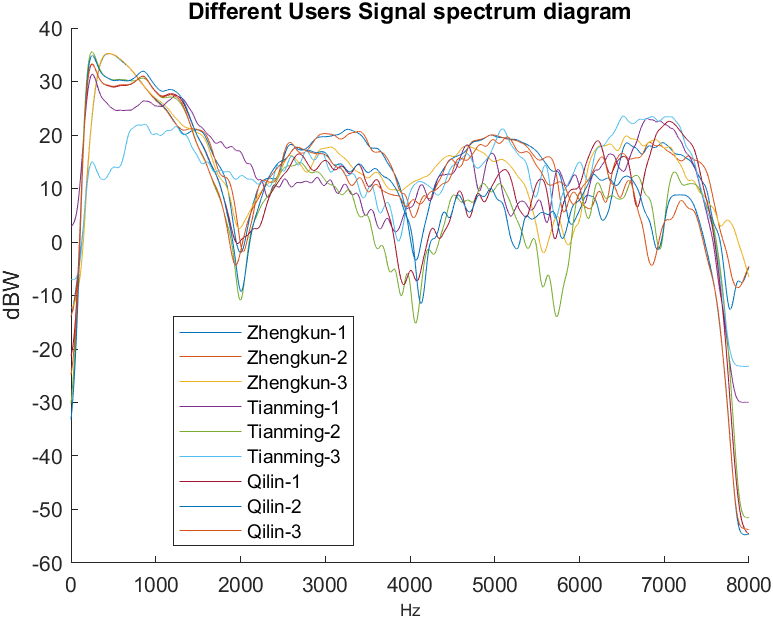 Different Users Signal spectrum diagram
40
30
20
10
0
-10
-20
-30
-40
-50
-60
dBW
Zhengkun-1
Zhengkun-2
Zhengkun-3
Tianming-1
Tianming-2
Tianming-3
Qilin-1
Qilin-2
Qilin-3
0 1000 2000 3000 4000 5000 6000 7000 8000
Hz